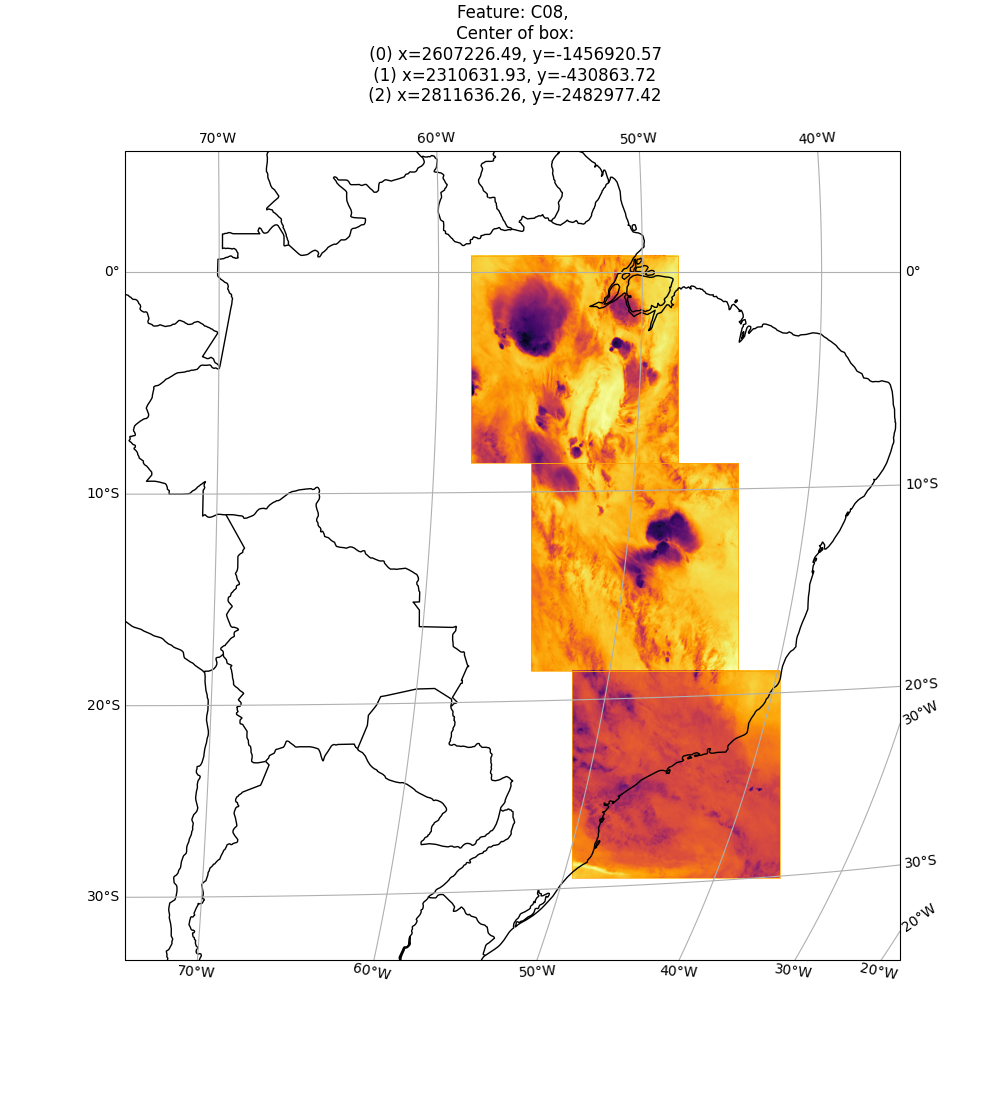 Feature: C08,
Center of box:
(0) x=2607226.49, y=-1456920.57
(1) x=2310631.93, y=-430863.72
(2) x=2811636.26, y=-2482977.42
70°W 60°W 50°W 40°W
0° 0°
10°S 10°S
20°S 20°S
30°W
30°S 30°S
20°W
70°W 60°W 50°W 40°W 30°W 20°W